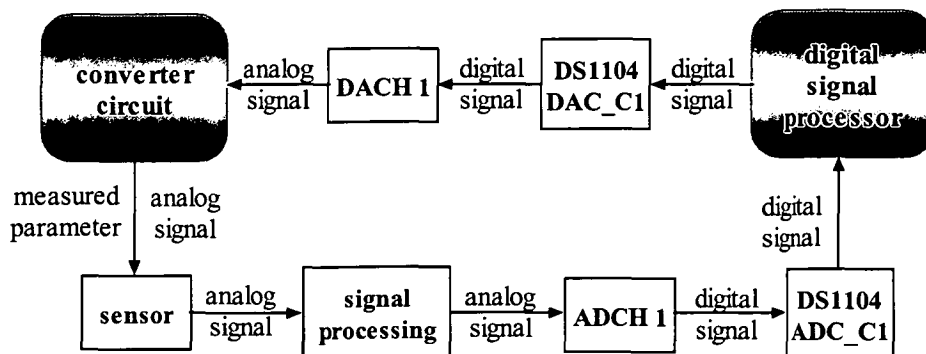 converter
circuit
analog
signal
DACH 1
digital
signal
DS1104
DAC_C1
digital
signal
digital
signal
processor
measured
parameter
analog
signal
digital
signal
sensor
analog
signal
signal
processing
analog
signal
ADCH 1
digital
signal
DS1104
ADC_C1